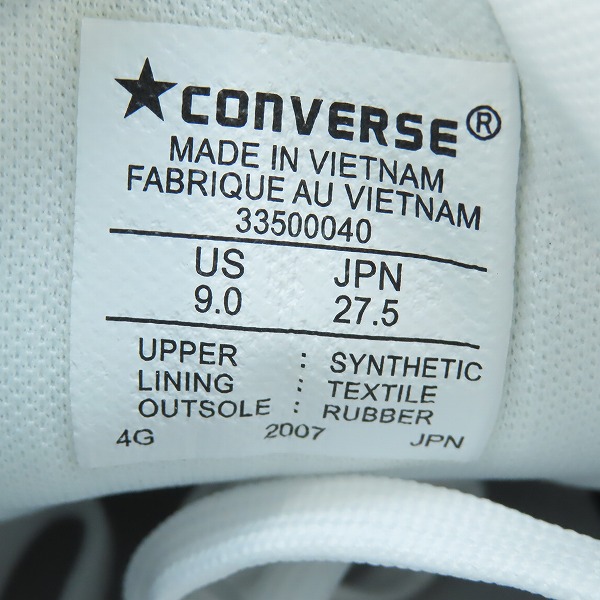 ★CONVERSE®
MADE IN VIETNAM
FABRIQUE AU VIETNAM
33500040
US JPN
9.0 27.5
UPPER : SYNTHETIC
LINING : TEXTILE
OUTSOLE : RUBBER
4G 2007 JPN